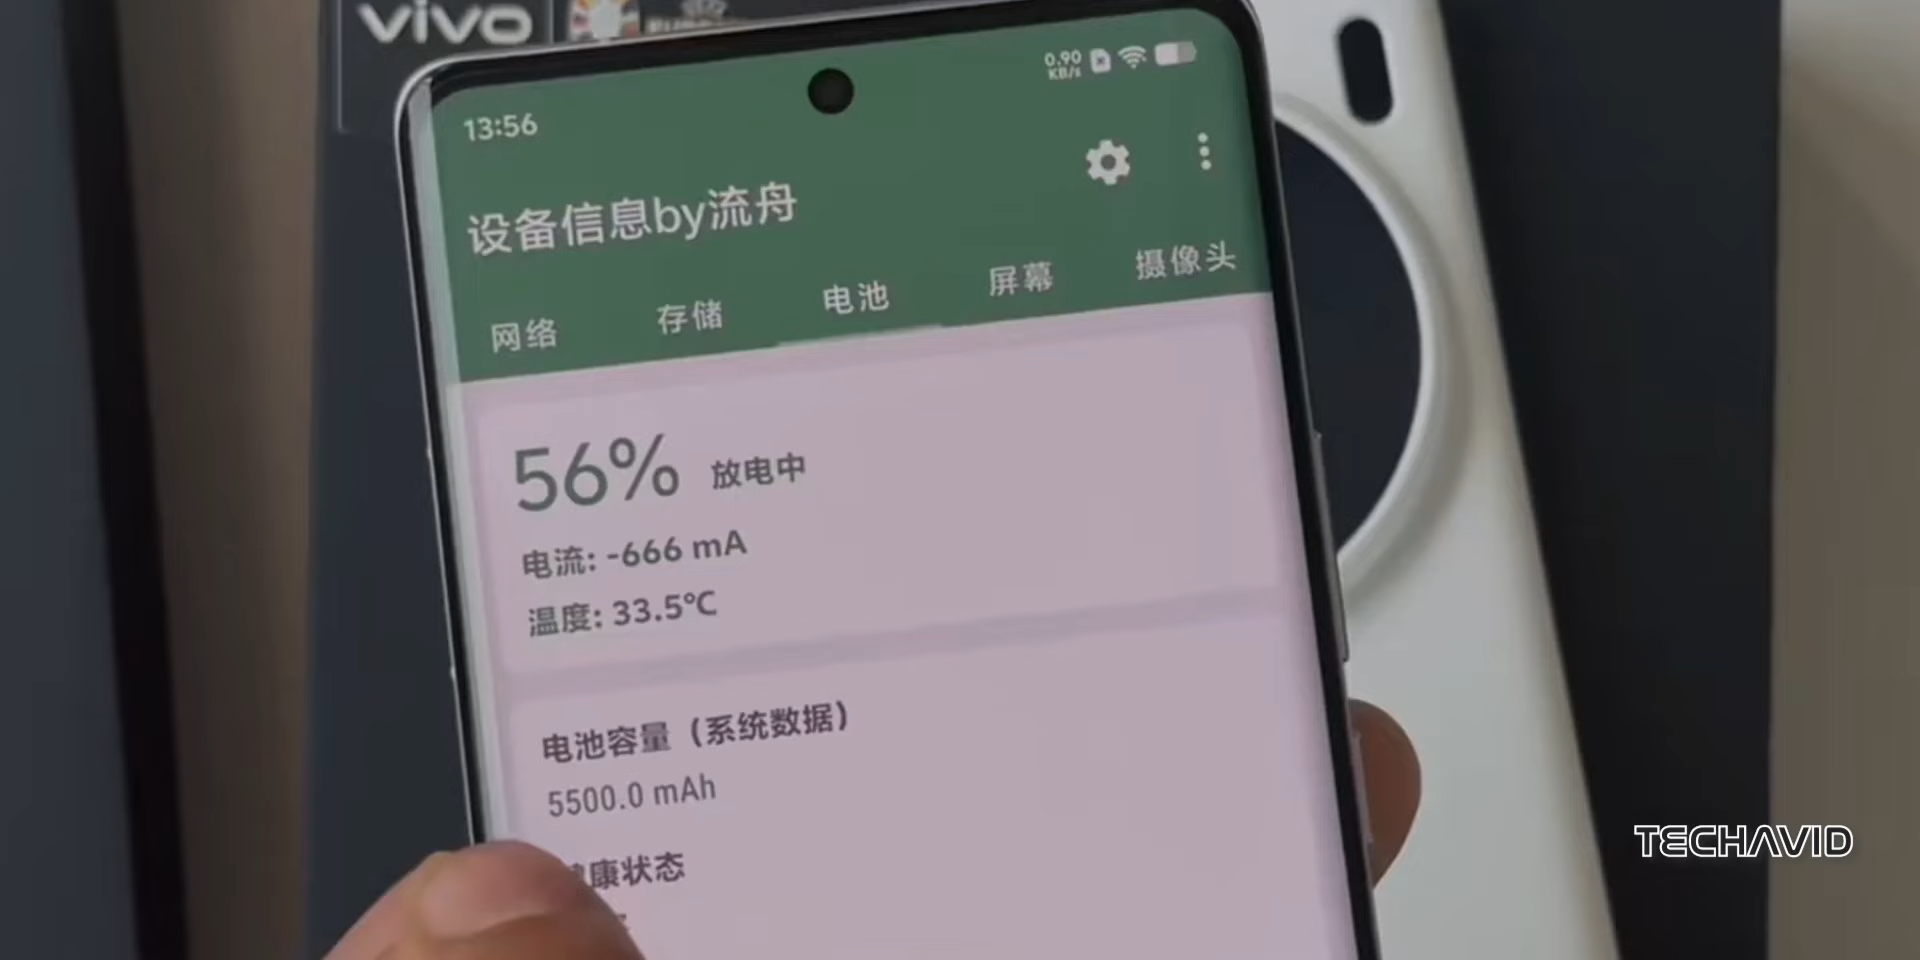 vivo
13:56
0.90
KB/s
设备信息by流舟
网络 存储 电池 屏幕 摄像头
56% 放电中
电流: -666 mA
温度: 33.5℃
电池容量（系统数据）
5500.0 mAh
康状态
TECHAVID